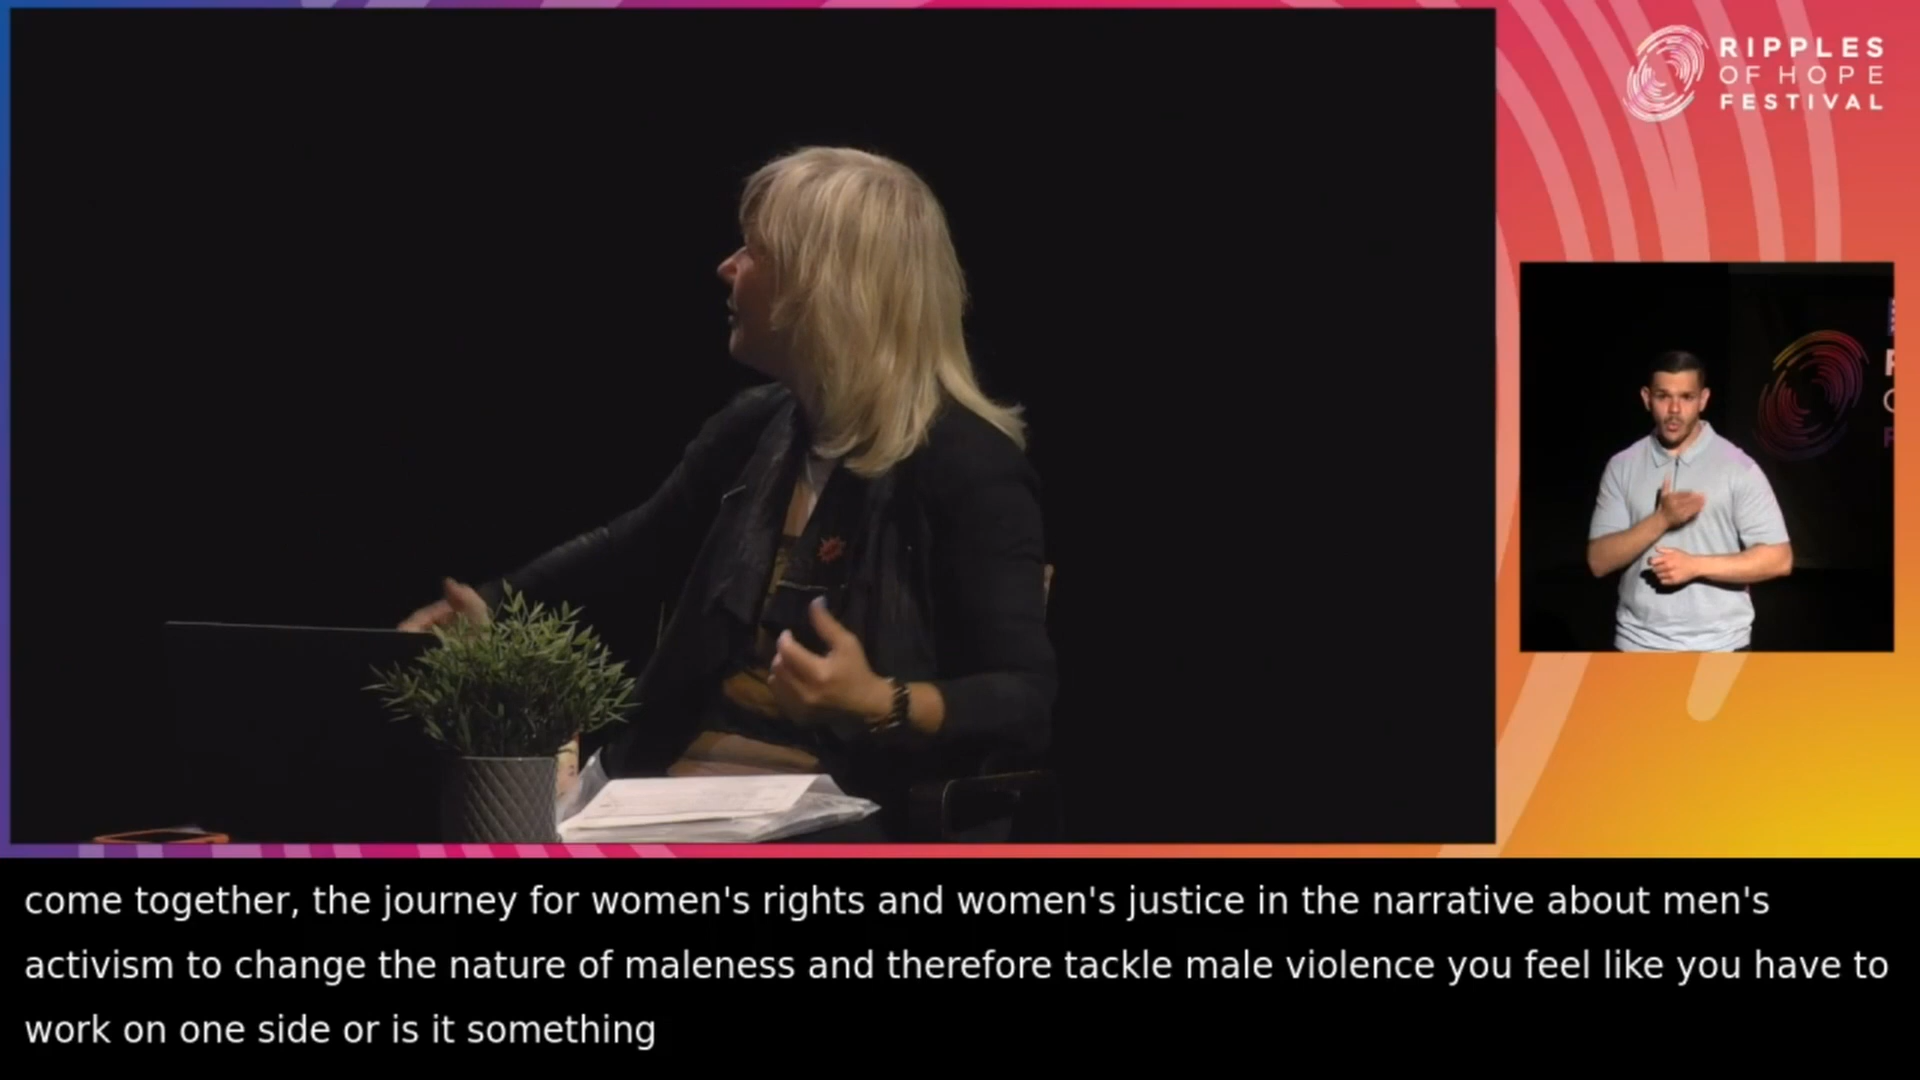 RIPPLES
OF HOPE
FESTIVAL
come together, the journey for women's rights and women's justice in the narrative about men's
activism to change the nature of maleness and therefore tackle male violence you feel like you have to
work on one side or is it something